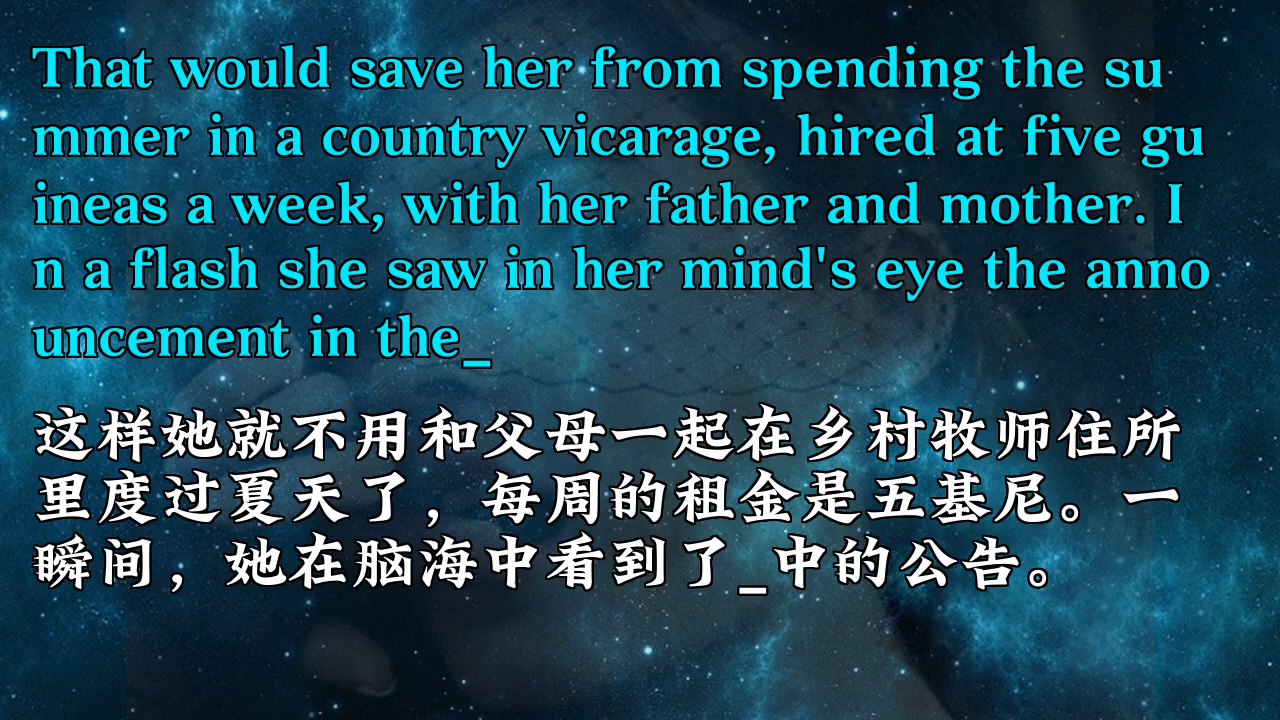 That would save her from spending the su
mmer in a country vicarage, hired at five gu
ineas a week, with her father and mother. I
n a flash she saw in her mind's eye the anno
uncement in the_
这样她就不用和父母一起在乡村牧师住所
里度过夏天了，每周的租金是五基尼。一
瞬间，她在脑海中看到了_中的公告。